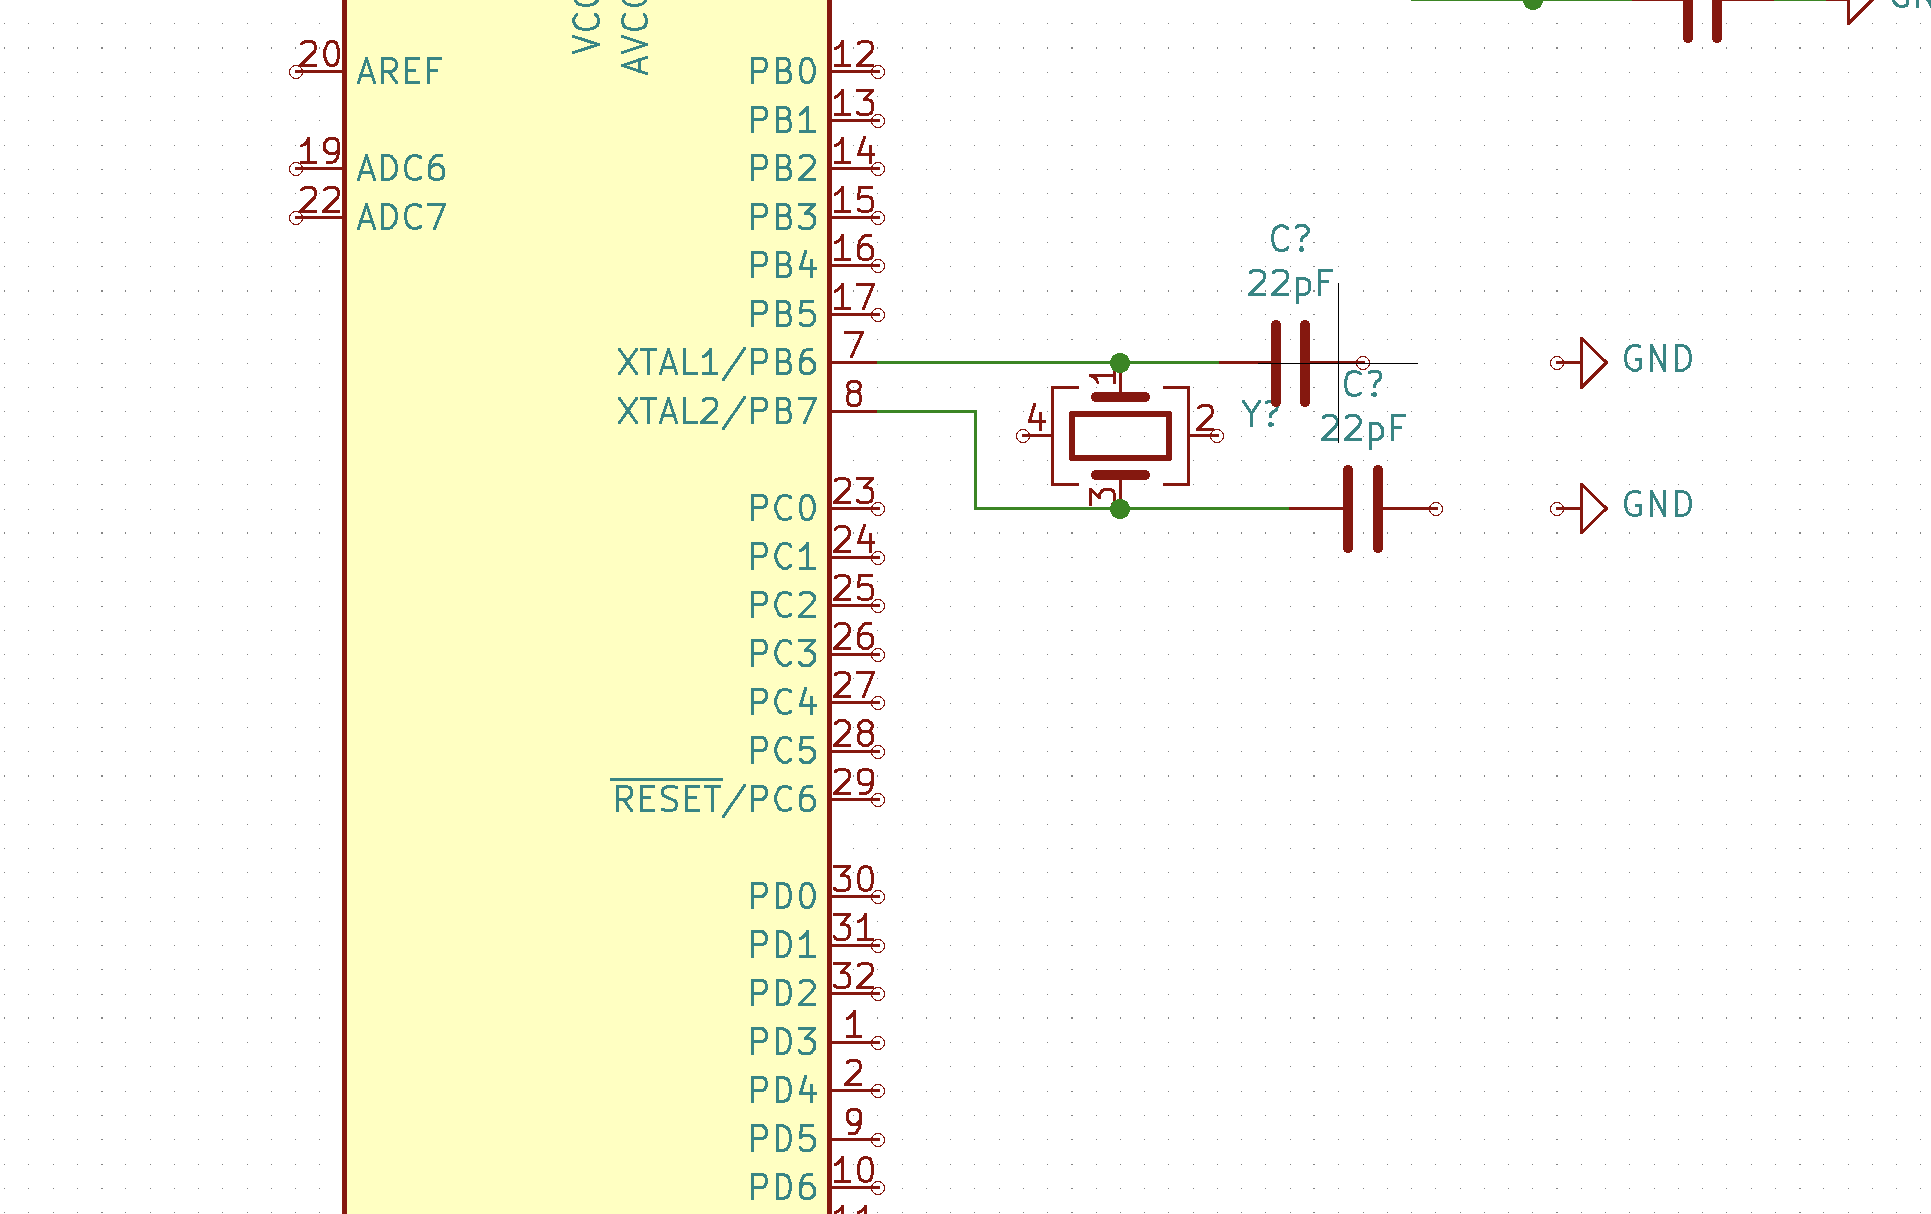 GN
VCC
AVCC
20
AREF
19
ADC6
22
ADC7
PB0 12
PB1 13
PB2 14
PB3 15
PB4 16
PB5 17
XTAL1/PB6 7
XTAL2/PB7 8
PC0 23
PC1 24
PC2 25
PC3 26
PC4 27
PC5 28
RESET/PC6 29
PD0 30
PD1 31
PD2 32
PD3 1
PD4 2
PD5 9
PD6 10
11
C?
22pF
1
4
2
3
Y?
C?
22pF
GND
GND